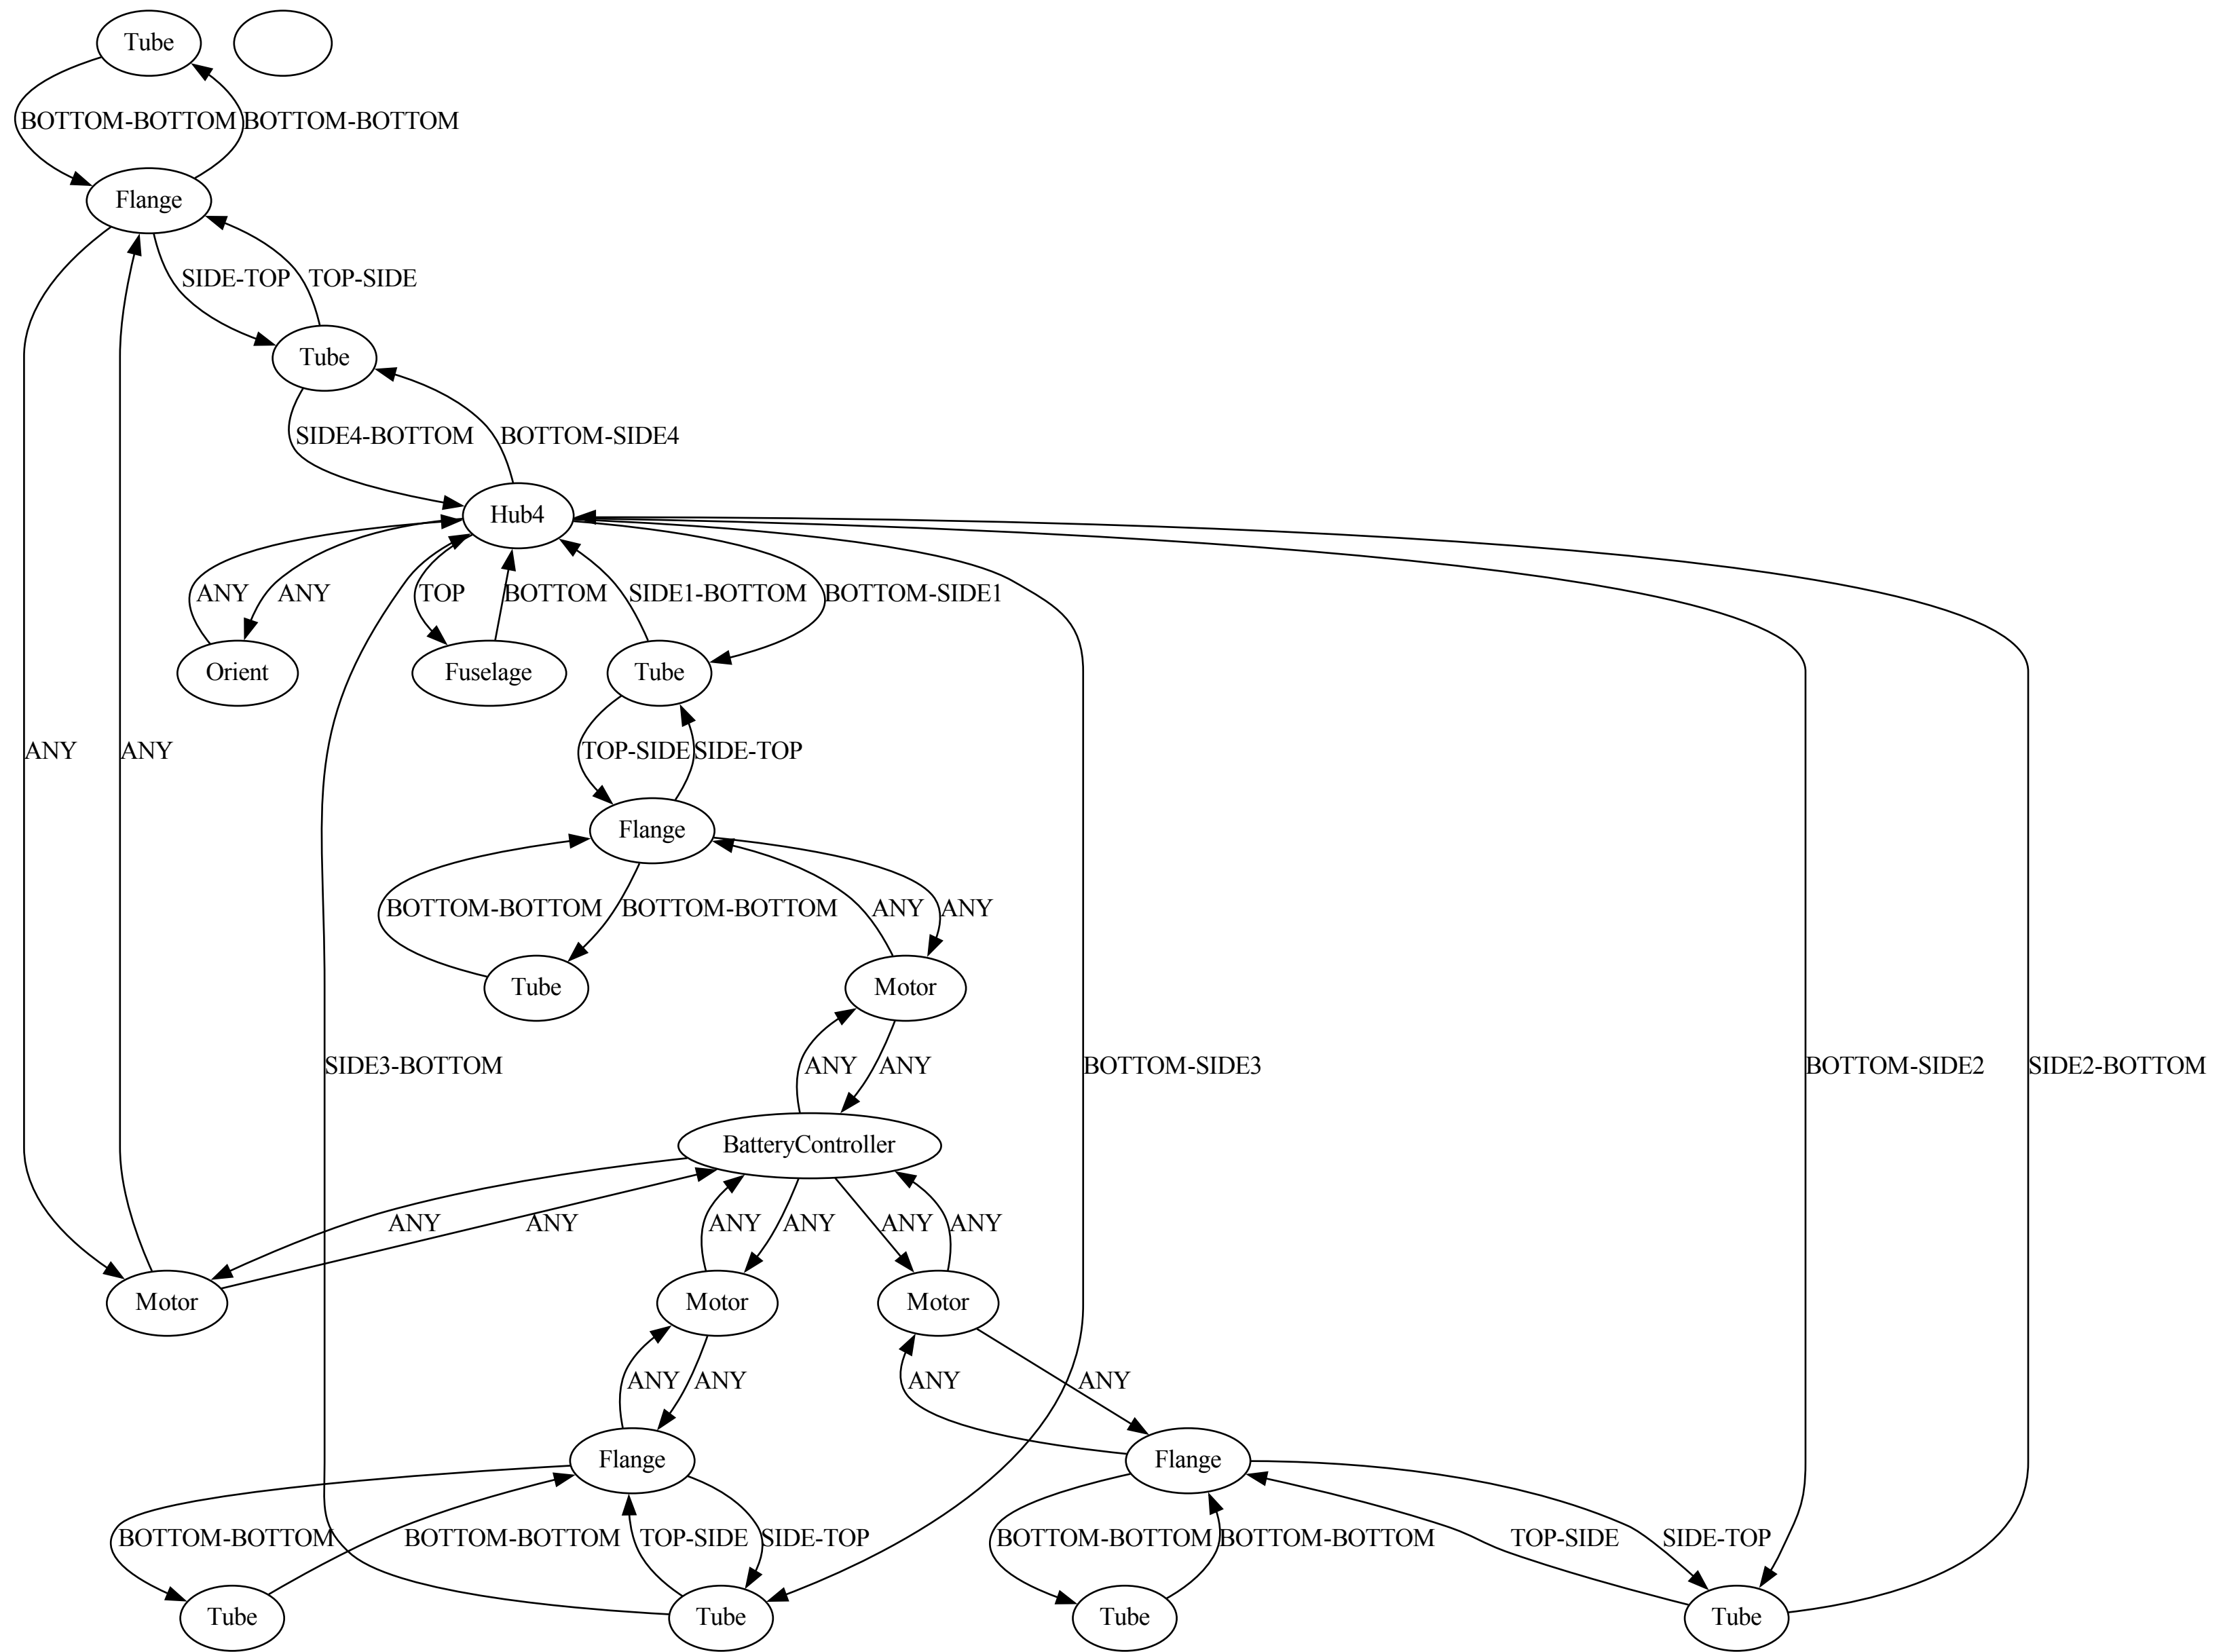 Tube
BOTTOM-BOTTOM BOTTOM-BOTTOM
Flange
SIDE-TOP TOP-SIDE
Tube
SIDE4-BOTTOM BOTTOM-SIDE4
Hub4
ANY ANY TOP BOTTOM SIDE1-BOTTOM BOTTOM-SIDE1
Orient Fuselage Tube
ANY ANY TOP-SIDE SIDE-TOP
Flange
BOTTOM-BOTTOM BOTTOM-BOTTOM ANY ANY
Tube Motor
SIDE3-BOTTOM ANY ANY BOTTOM-SIDE3 BOTTOM-SIDE2 SIDE2-BOTTOM
BatteryController
ANY ANY ANY ANY ANY ANY
Motor Motor Motor
ANY ANY ANY ANY
Flange Flange
BOTTOM-BOTTOM BOTTOM-BOTTOM TOP-SIDE SIDE-TOP BOTTOM-BOTTOM BOTTOM-BOTTOM TOP-SIDE SIDE-TOP
Tube Tube Tube Tube